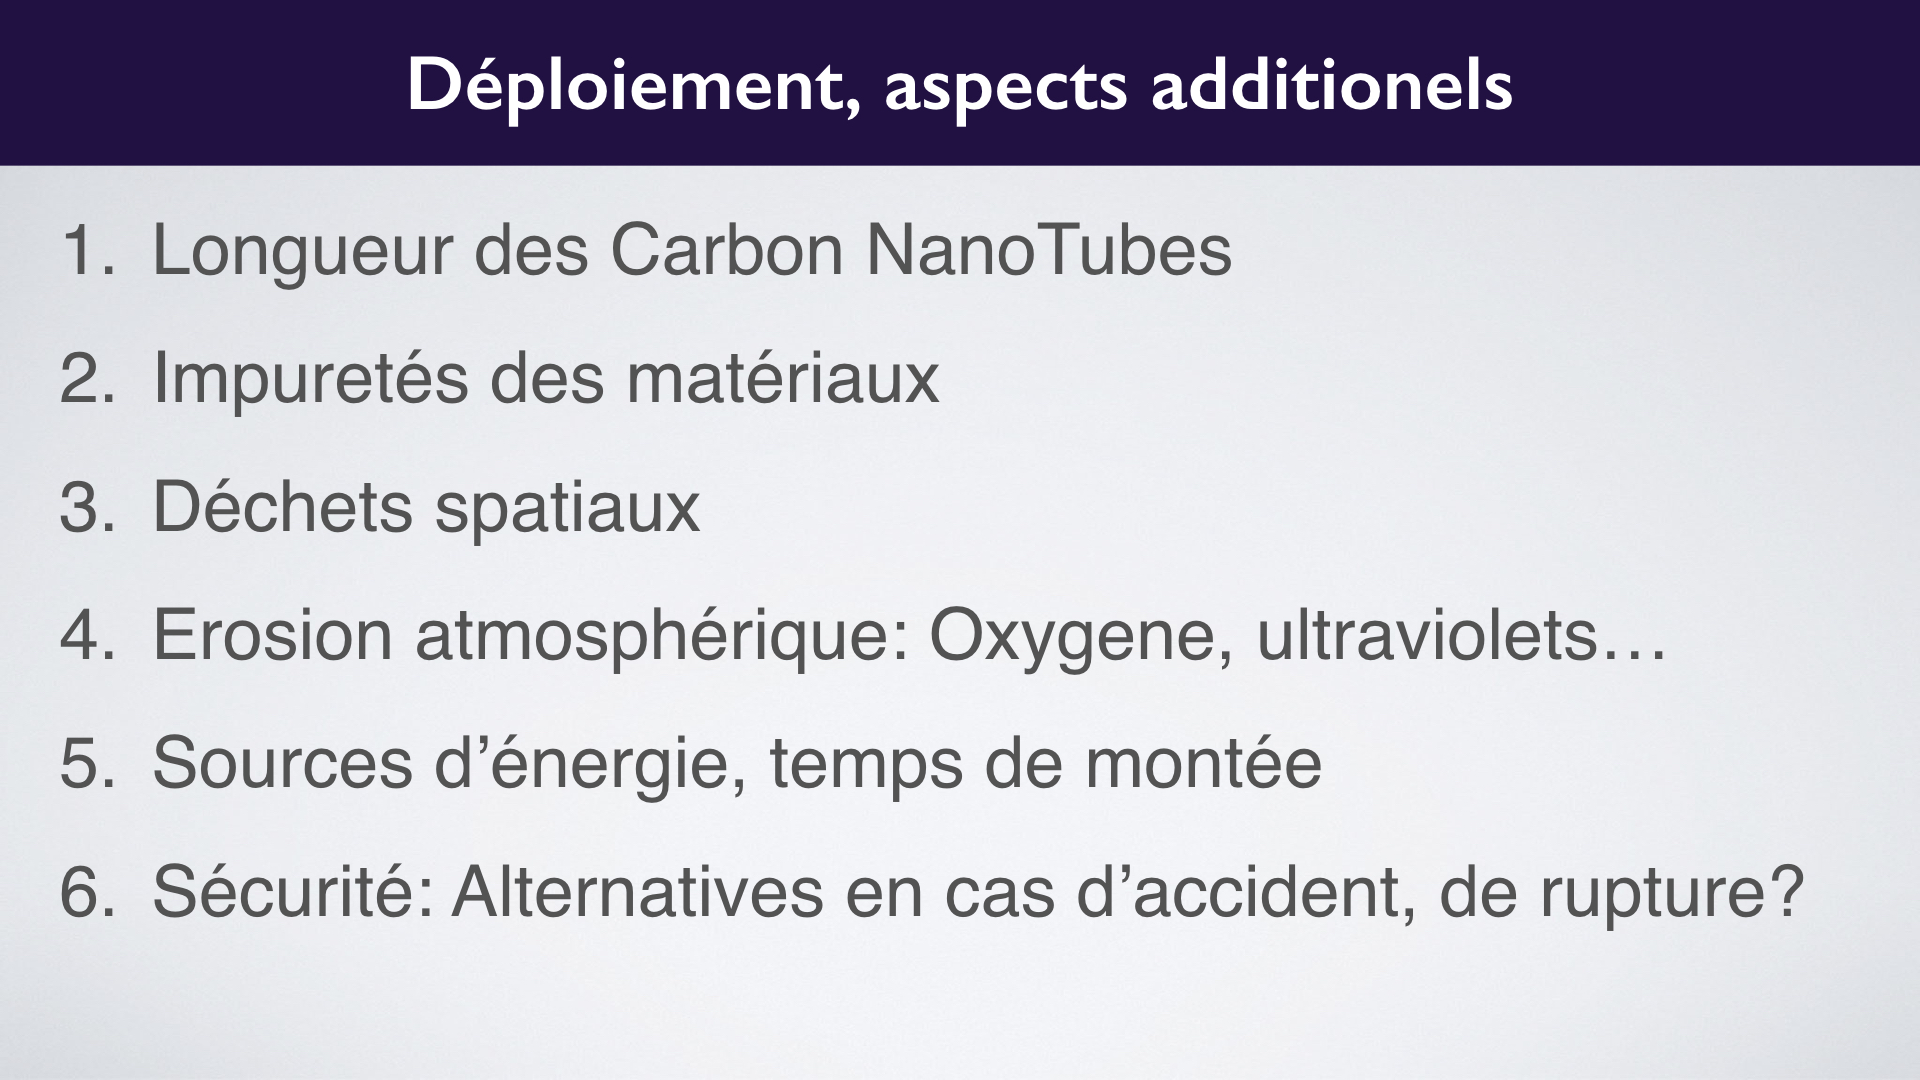 Déploiement, aspects additionels
1. Longueur des Carbon NanoTubes
2. Impuretés des matériaux
3. Déchets spatiaux
4. Erosion atmosphérique: Oxygene, ultraviolets…
5. Sources d’énergie, temps de montée
6. Sécurité: Alternatives en cas d’accident, de rupture?